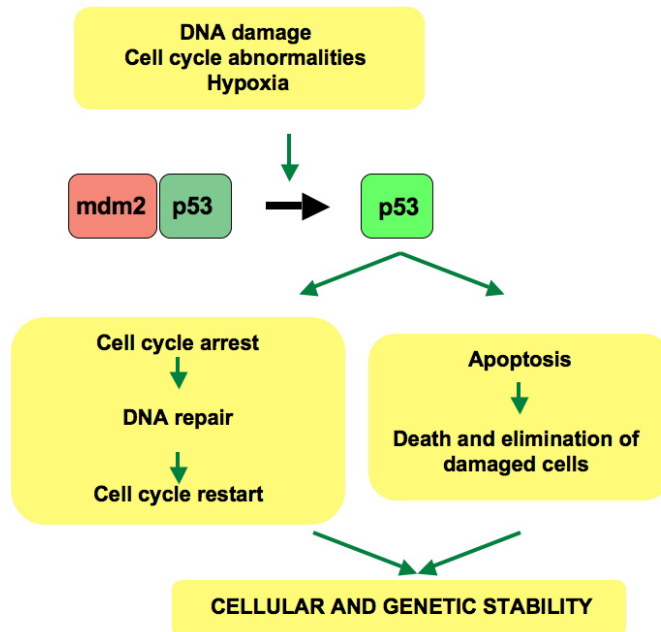 DNA damage
Cell cycle abnormalities
Hypoxia
mdm2 p53 p53
Cell cycle arrest
DNA repair
Cell cycle restart
Apoptosis
Death and elimination of
damaged cells
CELLULAR AND GENETIC STABILITY